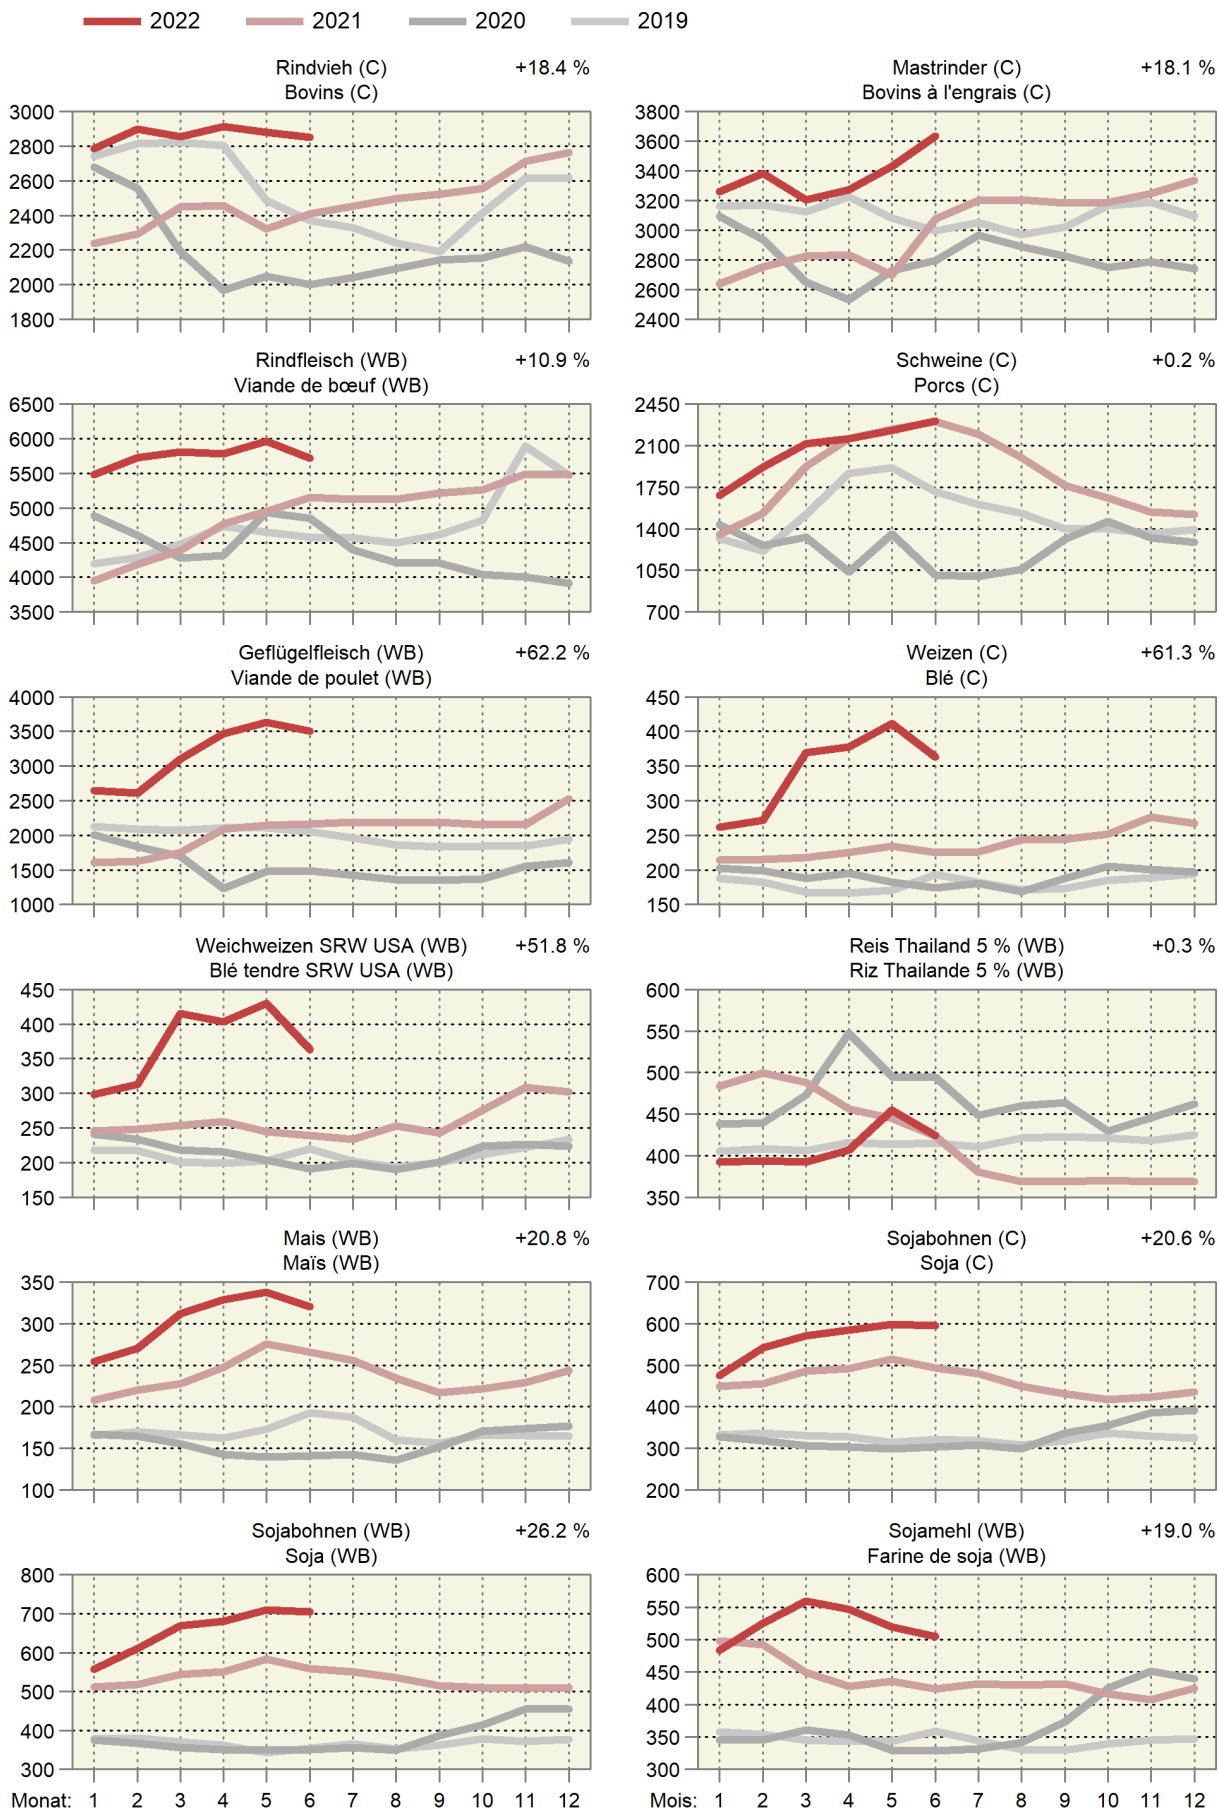 2022 2021 2020 2019
Rindvieh (C) +18.4 %
Bovins (C)
3000
2800
2600
2400
2200
2000
1800
Mastrinder (C) +18.1 %
Bovins à l'engrais (C)
3800
3600
3400
3200
3000
2800
2600
2400
Rindfleisch (WB) +10.9 %
Viande de bœuf (WB)
6500
6000
5500
5000
4500
4000
3500
Schweine (C) +0.2 %
Porcs (C)
2450
2100
1750
1400
1050
700
Geflügelfleisch (WB) +62.2 %
Viande de poulet (WB)
4000
3500
3000
2500
2000
1500
1000
Weizen (C) +61.3 %
Blé (C)
450
400
350
300
250
200
150
Weichweizen SRW USA (WB) +51.8 %
Blé tendre SRW USA (WB)
450
400
350
300
250
200
150
Reis Thailand 5 % (WB) +0.3 %
Riz Thailande 5 % (WB)
600
550
500
450
400
350
Mais (WB) +20.8 %
Maïs (WB)
350
300
250
200
150
100
Sojabohnen (C) +20.6 %
Soja (C)
700
600
500
400
300
200
Sojabohnen (WB) +26.2 %
Soja (WB)
800
700
600
500
400
300
Monat: 1 2 3 4 5 6 7 8 9 10 11 12
Sojamehl (WB) +19.0 %
Farine de soja (WB)
600
550
500
450
400
350
300
Mois: 1 2 3 4 5 6 7 8 9 10 11 12